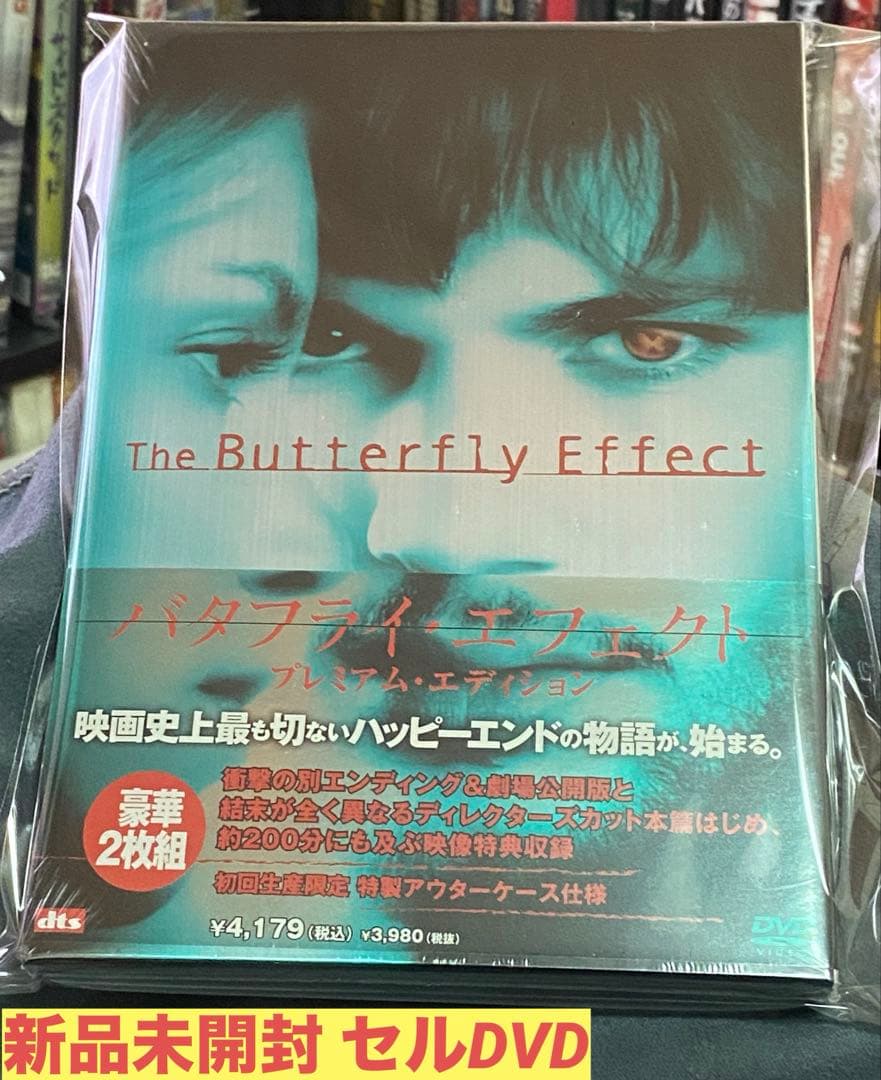 The Butterfly Effect
バタフライ・エフェクト
プレミアム・エディション
映画史上最も切ないハッピーエンドの物語が、始まる。
豪華
2枚組
衝撃の別エンディング&劇場公開版と
結末が全く異なるディレクターズカット本篇はじめ、
約200分にも及ぶ映像特典収録
初回生産限定 特製アウターケース仕様
dts
¥4,179(税込) ¥3,980(税抜)
DVD
VIDEO
新品未開封 セルDVD